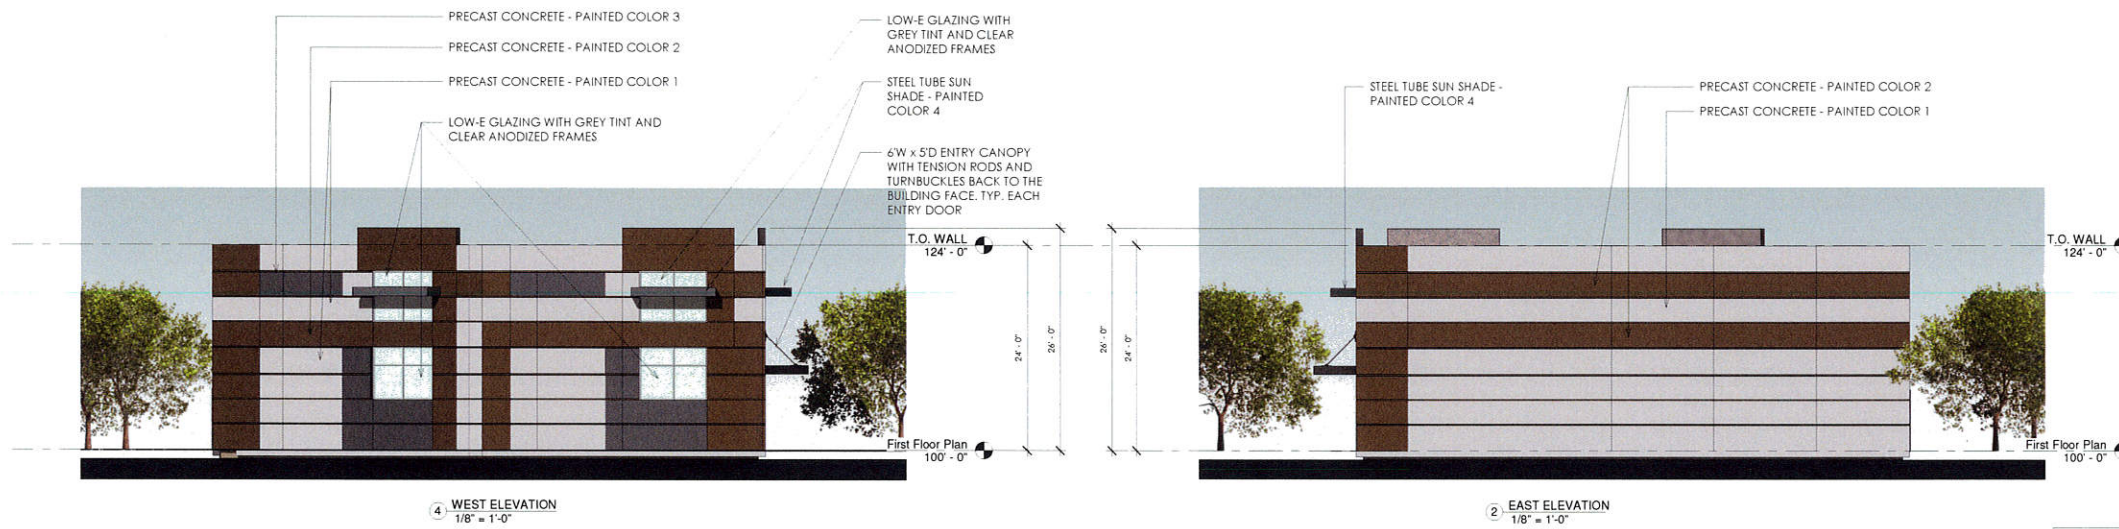 PRECAST CONCRETE - PAINTED COLOR 3
PRECAST CONCRETE - PAINTED COLOR 2
PRECAST CONCRETE - PAINTED COLOR 1
LOW-E GLAZING WITH GREY TINT AND
CLEAR ANODIZED FRAMES
LOW-E GLAZING WITH
GREY TINT AND CLEAR
ANODIZED FRAMES
STEEL TUBE SUN
SHADE - PAINTED
COLOR 4
6'W x 5'D ENTRY CANOPY
WITH TENSION RODS AND
TURNBUCKLES BACK TO THE
BUILDING FACE. TYP. EACH
ENTRY DOOR
T.O. WALL
124' - 0"
24' - 0"
26' - 0"
First Floor Plan
100' - 0"
4 WEST ELEVATION
1/8" = 1'-0"
STEEL TUBE SUN SHADE -
PAINTED COLOR 4
PRECAST CONCRETE - PAINTED COLOR 2
PRECAST CONCRETE - PAINTED COLOR 1
26' - 0"
24' - 0"
T.O. WALL
124' - 0"
First Floor Plan
100' - 0"
2 EAST ELEVATION
1/8" = 1'-0"